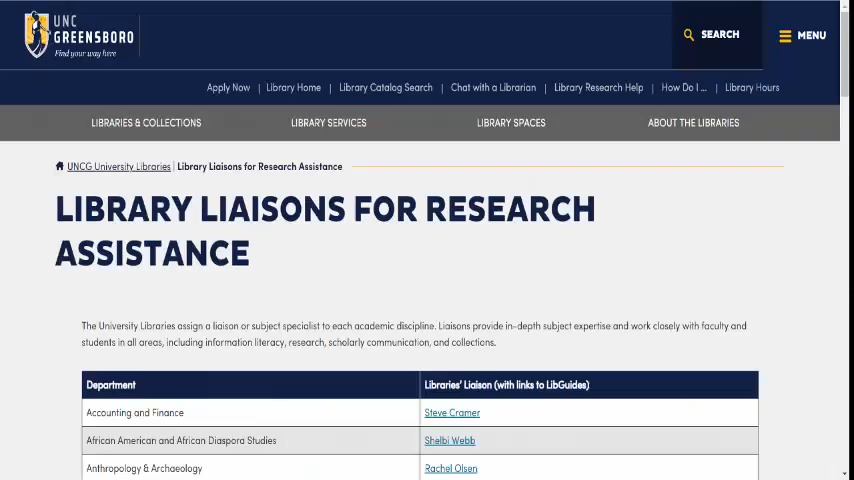 UNC
GREENSBORO
Find your way here
SEARCH
MENU
Apply Now | Library Home | Library Catalog Search | Chat with a Librarian | Library Research Help | How Do I ... | Library Hours
LIBRARIES & COLLECTIONS LIBRARY SERVICES LIBRARY SPACES ABOUT THE LIBRARIES
UNCG University Libraries | Library Liaisons for Research Assistance
LIBRARY LIAISONS FOR RESEARCH
ASSISTANCE
The University Libraries assign a liaison or subject specialist to each academic discipline. Liaisons provide in-depth subject expertise and work closely with faculty and
students in all areas, including information literacy, research, scholarly communication, and collections.
Department Libraries' Liaison (with links to LibGuides)
Accounting and Finance Steve Cramer
African American and African Diaspora Studies Shelbi Webb
Anthropology & Archaeology Rachel Olsen